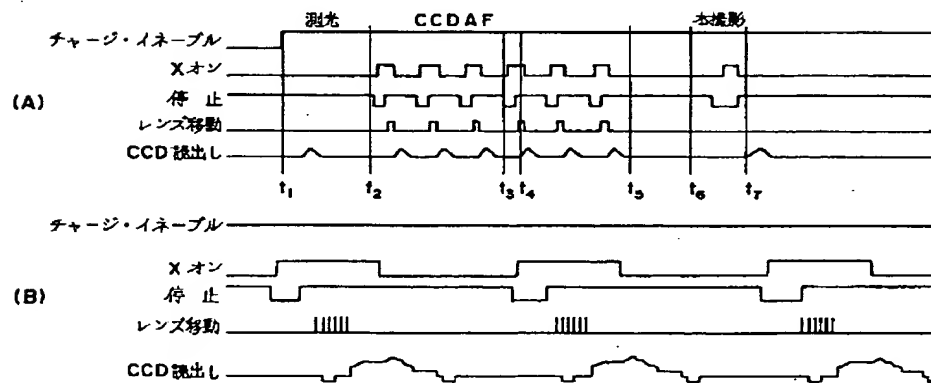 測光 CCDAF 本撮影
チャージ・イネーブル
Xオン
(A)
停止
レンズ移動
CCD読出し
t1 t2 t3 t4 t5 t6 t7
チャージ・イネーブル
Xオン
(B)
停止
レンズ移動
CCD読出し